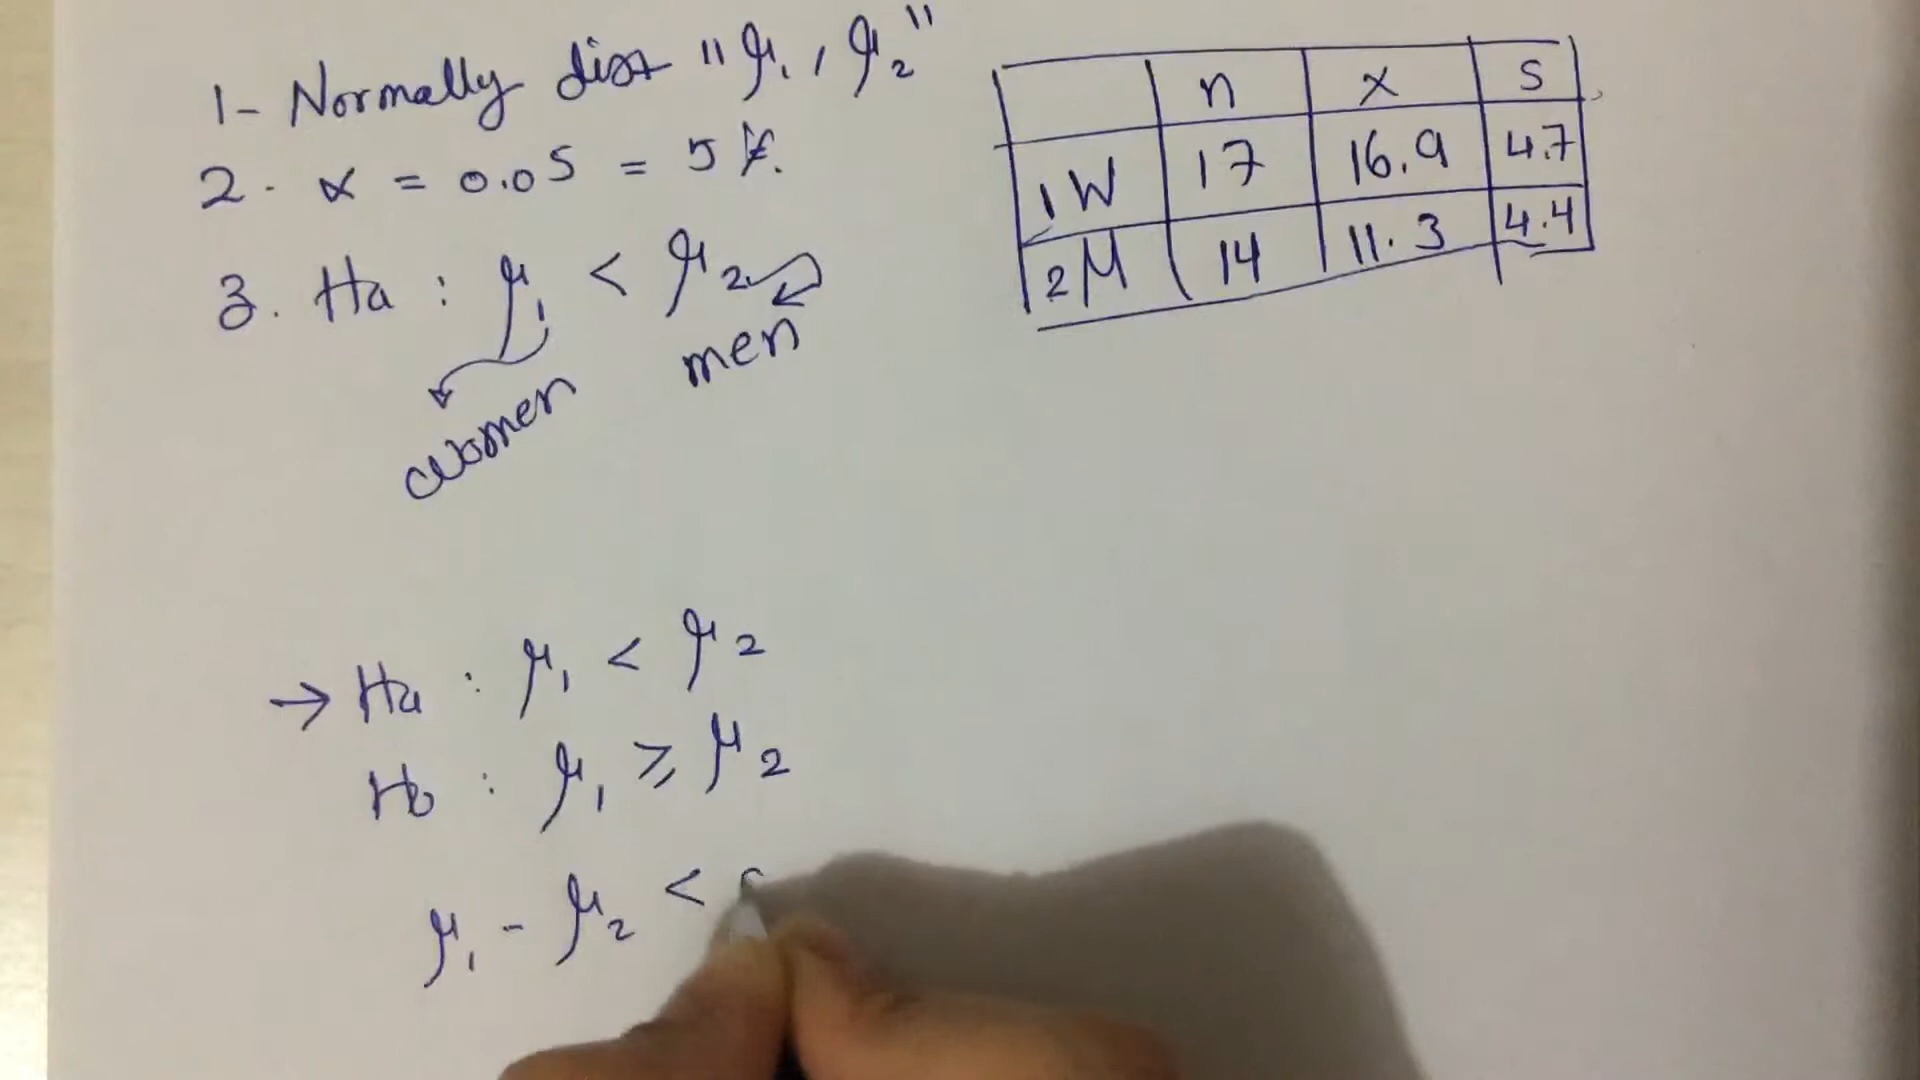 1- Normally dist "μ₁, μ₂"
2. α = 0.05 = 5%.
3. Ha : μ₁ < μ₂
women men
n x s
1W 17 16.9 4.7
2M 14 11.3 4.4
→ Ha : μ₁ < μ₂
Ho : μ₁ ≥ μ₂
μ₁ - μ₂ <